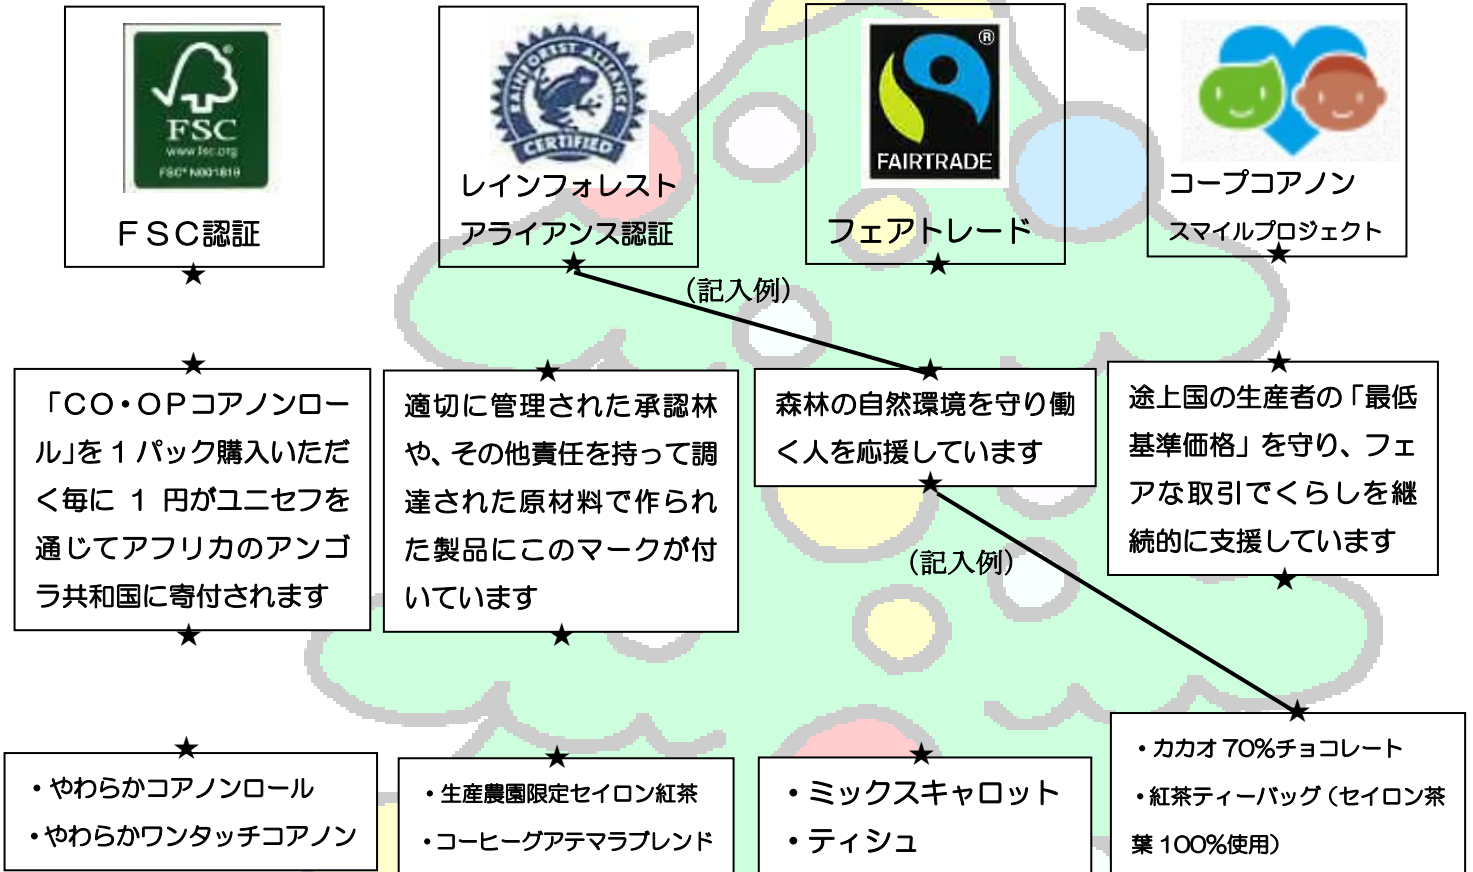 FSC
www.fsc.org
FSC® N001819
FSC認証
RAINFOREST ALLIANCE
CERTIFIED
レインフォレスト
アライアンス認証
®
FAIRTRADE
フェアトレード
コープコアノン
スマイルプロジェクト
(記入例)
「CO・OPコアノンロー
ル」を1パック購入いただ
く毎に 1 円がユニセフを
通じてアフリカのアンゴ
ラ共和国に寄付されます
適切に管理された承認林
や、その他責任を持って調
達された原材料で作られ
た製品にこのマークが付
いています
森林の自然環境を守り働
く人を応援しています
途上国の生産者の「最低
基準価格」を守り、フェ
アな取引でくらしを継
続的に支援しています
(記入例)
・やわらかコアノンロール
・やわらかワンタッチコアノン
・生産農園限定セイロン紅茶
・コーヒーグアテマラブレンド
・ミックスキャロット
・ティシュ
・カカオ70%チョコレート
・紅茶ティーバッグ(セイロン茶
葉100%使用)